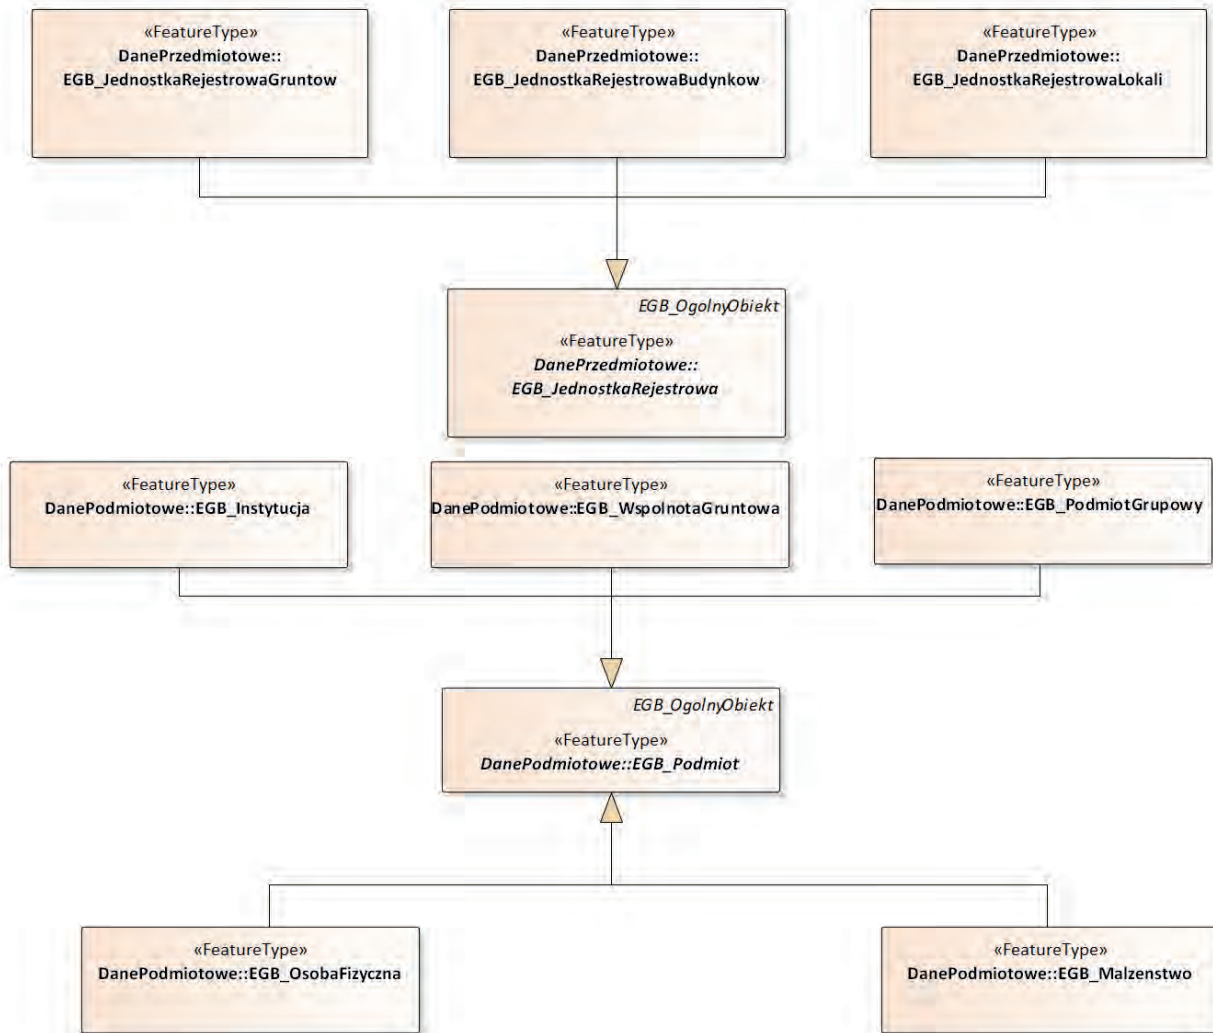 «FeatureType»
DanePrzedmiotowe::
EGB_JednostkaRejestrowaGruntow
«FeatureType»
DanePrzedmiotowe::
EGB_JednostkaRejestrowaBudynkow
«FeatureType»
DanePrzedmiotowe::
EGB_JednostkaRejestrowaLokali
EGB_OgolnyObiekt
«FeatureType»
DanePrzedmiotowe::
EGB_JednostkaRejestrowa
«FeatureType»
DanePodmiotowe::EGB_Instytucja
«FeatureType»
DanePodmiotowe::EGB_WspolnotaGruntowa
«FeatureType»
DanePodmiotowe::EGB_PodmiotGrupowy
EGB_OgolnyObiekt
«FeatureType»
DanePodmiotowe::EGB_Podmiot
«FeatureType»
DanePodmiotowe::EGB_OsobaFizyczna
«FeatureType»
DanePodmiotowe::EGB_Malzenstwo